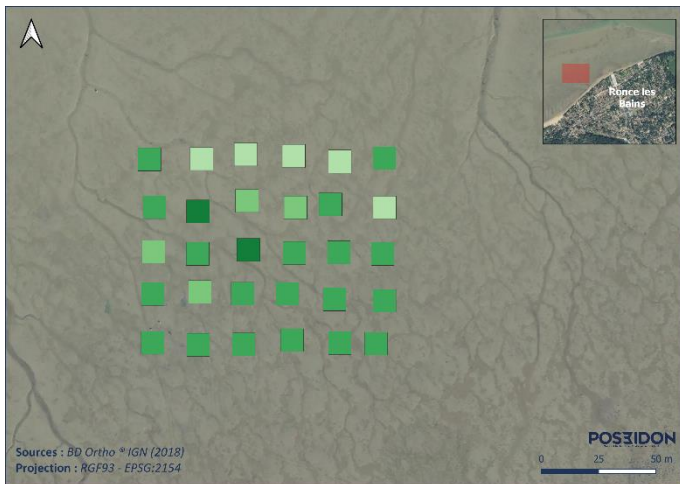 Ronce les
Bains
POSEIDON
Sources : BD Ortho ® IGN (2018)
Projection : RGF93 - EPSG:2154
0 25 50 m